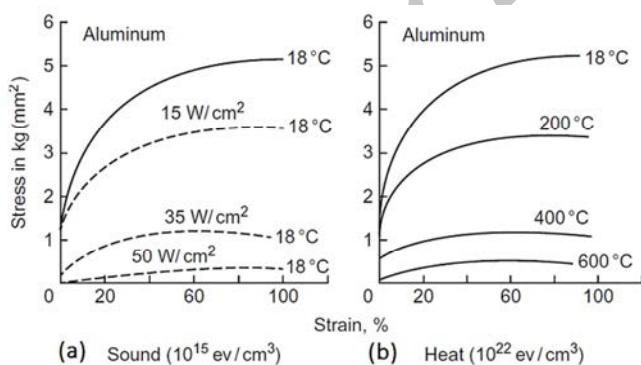 Stress in kg (mm²)
6
5
4
3
2
1
0
Aluminum
18 °C
15 W/cm²
18 °C
35 W/cm²
18 °C
50 W/cm²
18 °C
20
60
100
(a) Sound (10¹⁵ ev/cm³)
6
5
4
3
2
1
0
Aluminum
18 °C
200 °C
400 °C
600 °C
20
60
100
Strain, %
(b) Heat (10²² ev/cm³)